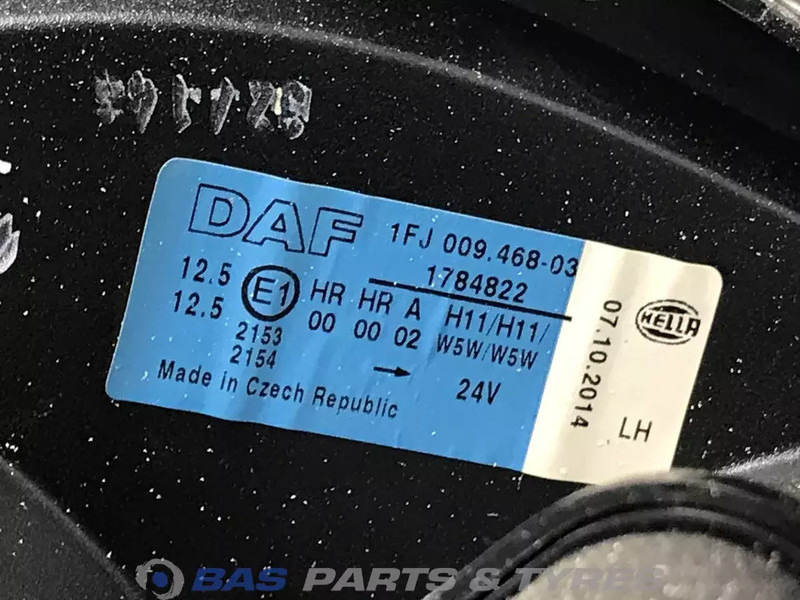 DAF 1FJ 009.468-03
1784822
12.5 E1 HR HR A H11/H11/
12.5 00 00 02 W5W/W5W
2153
2154
→ 24V
Made in Czech Republic
07.10.2014
HELLA
LH
BAS PARTS & TYRES